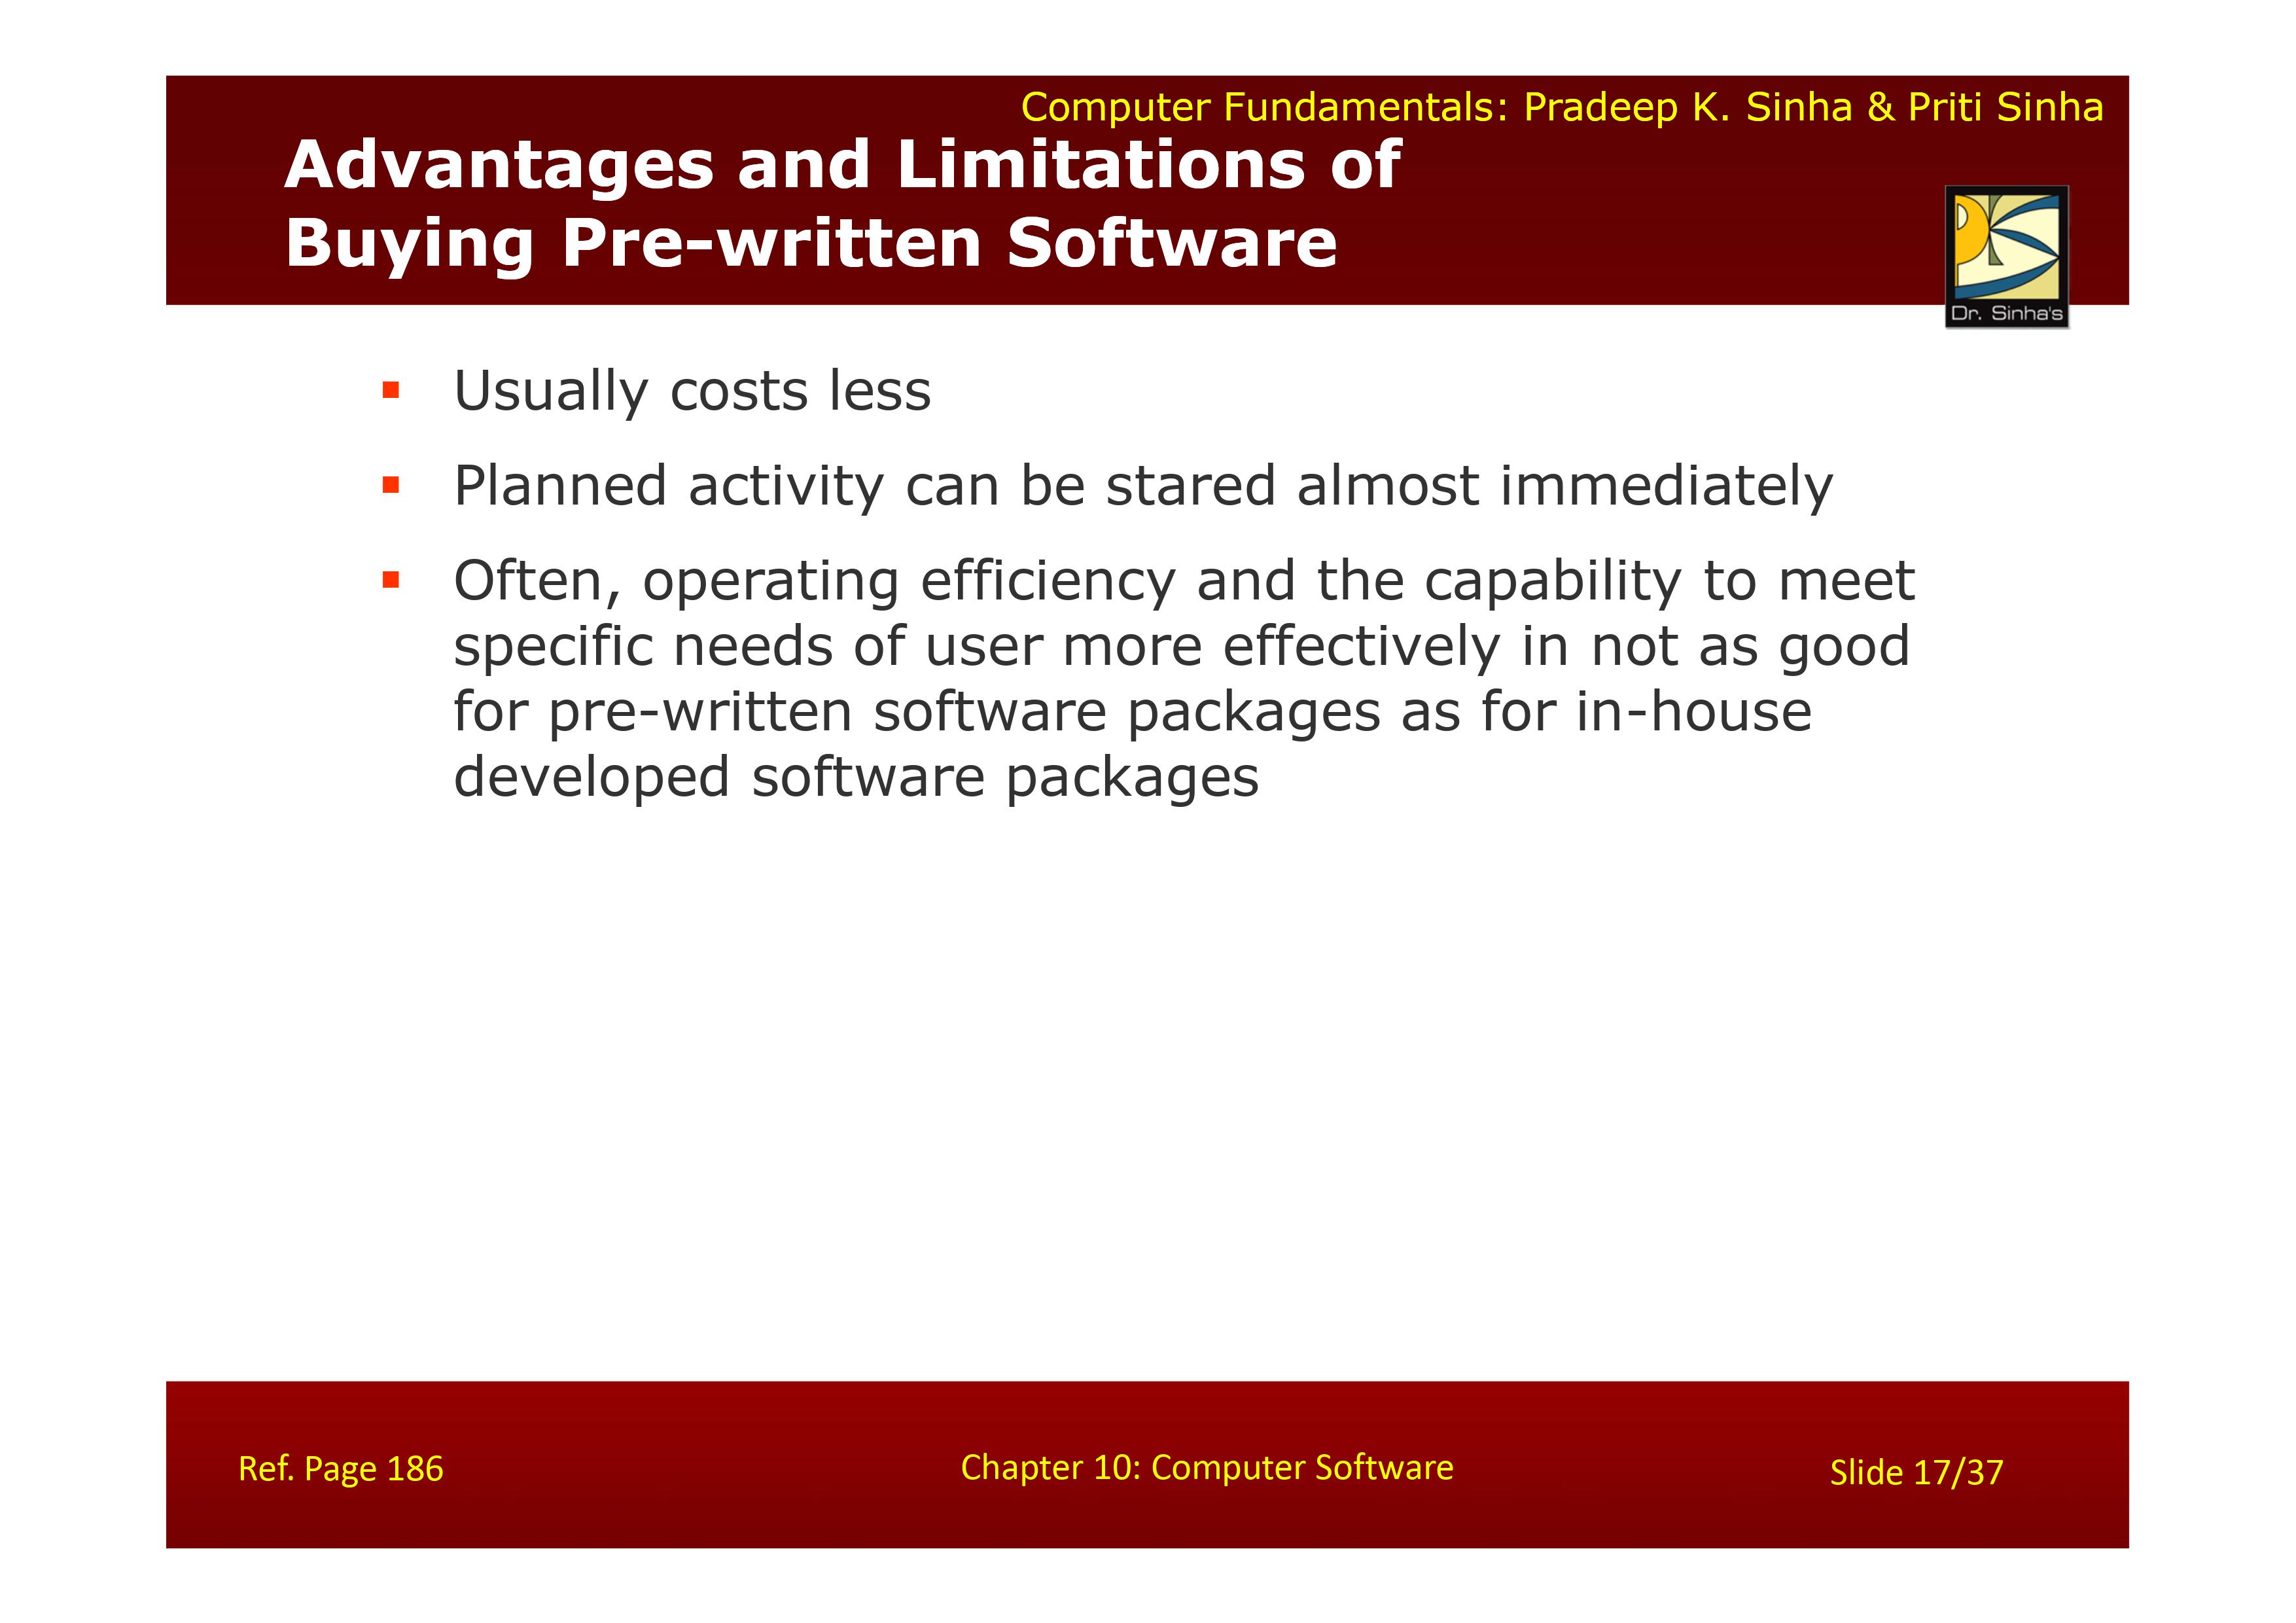 Computer Fundamentals: Pradeep K. Sinha & Priti Sinha
Advantages and Limitations of
Buying Pre-written Software
Dr. Sinha's
Usually costs less
Planned activity can be stared almost immediately
Often, operating efficiency and the capability to meet
specific needs of user more effectively in not as good
for pre-written software packages as for in-house
developed software packages
Ref. Page 186
Chapter 10: Computer Software
Slide 17/37